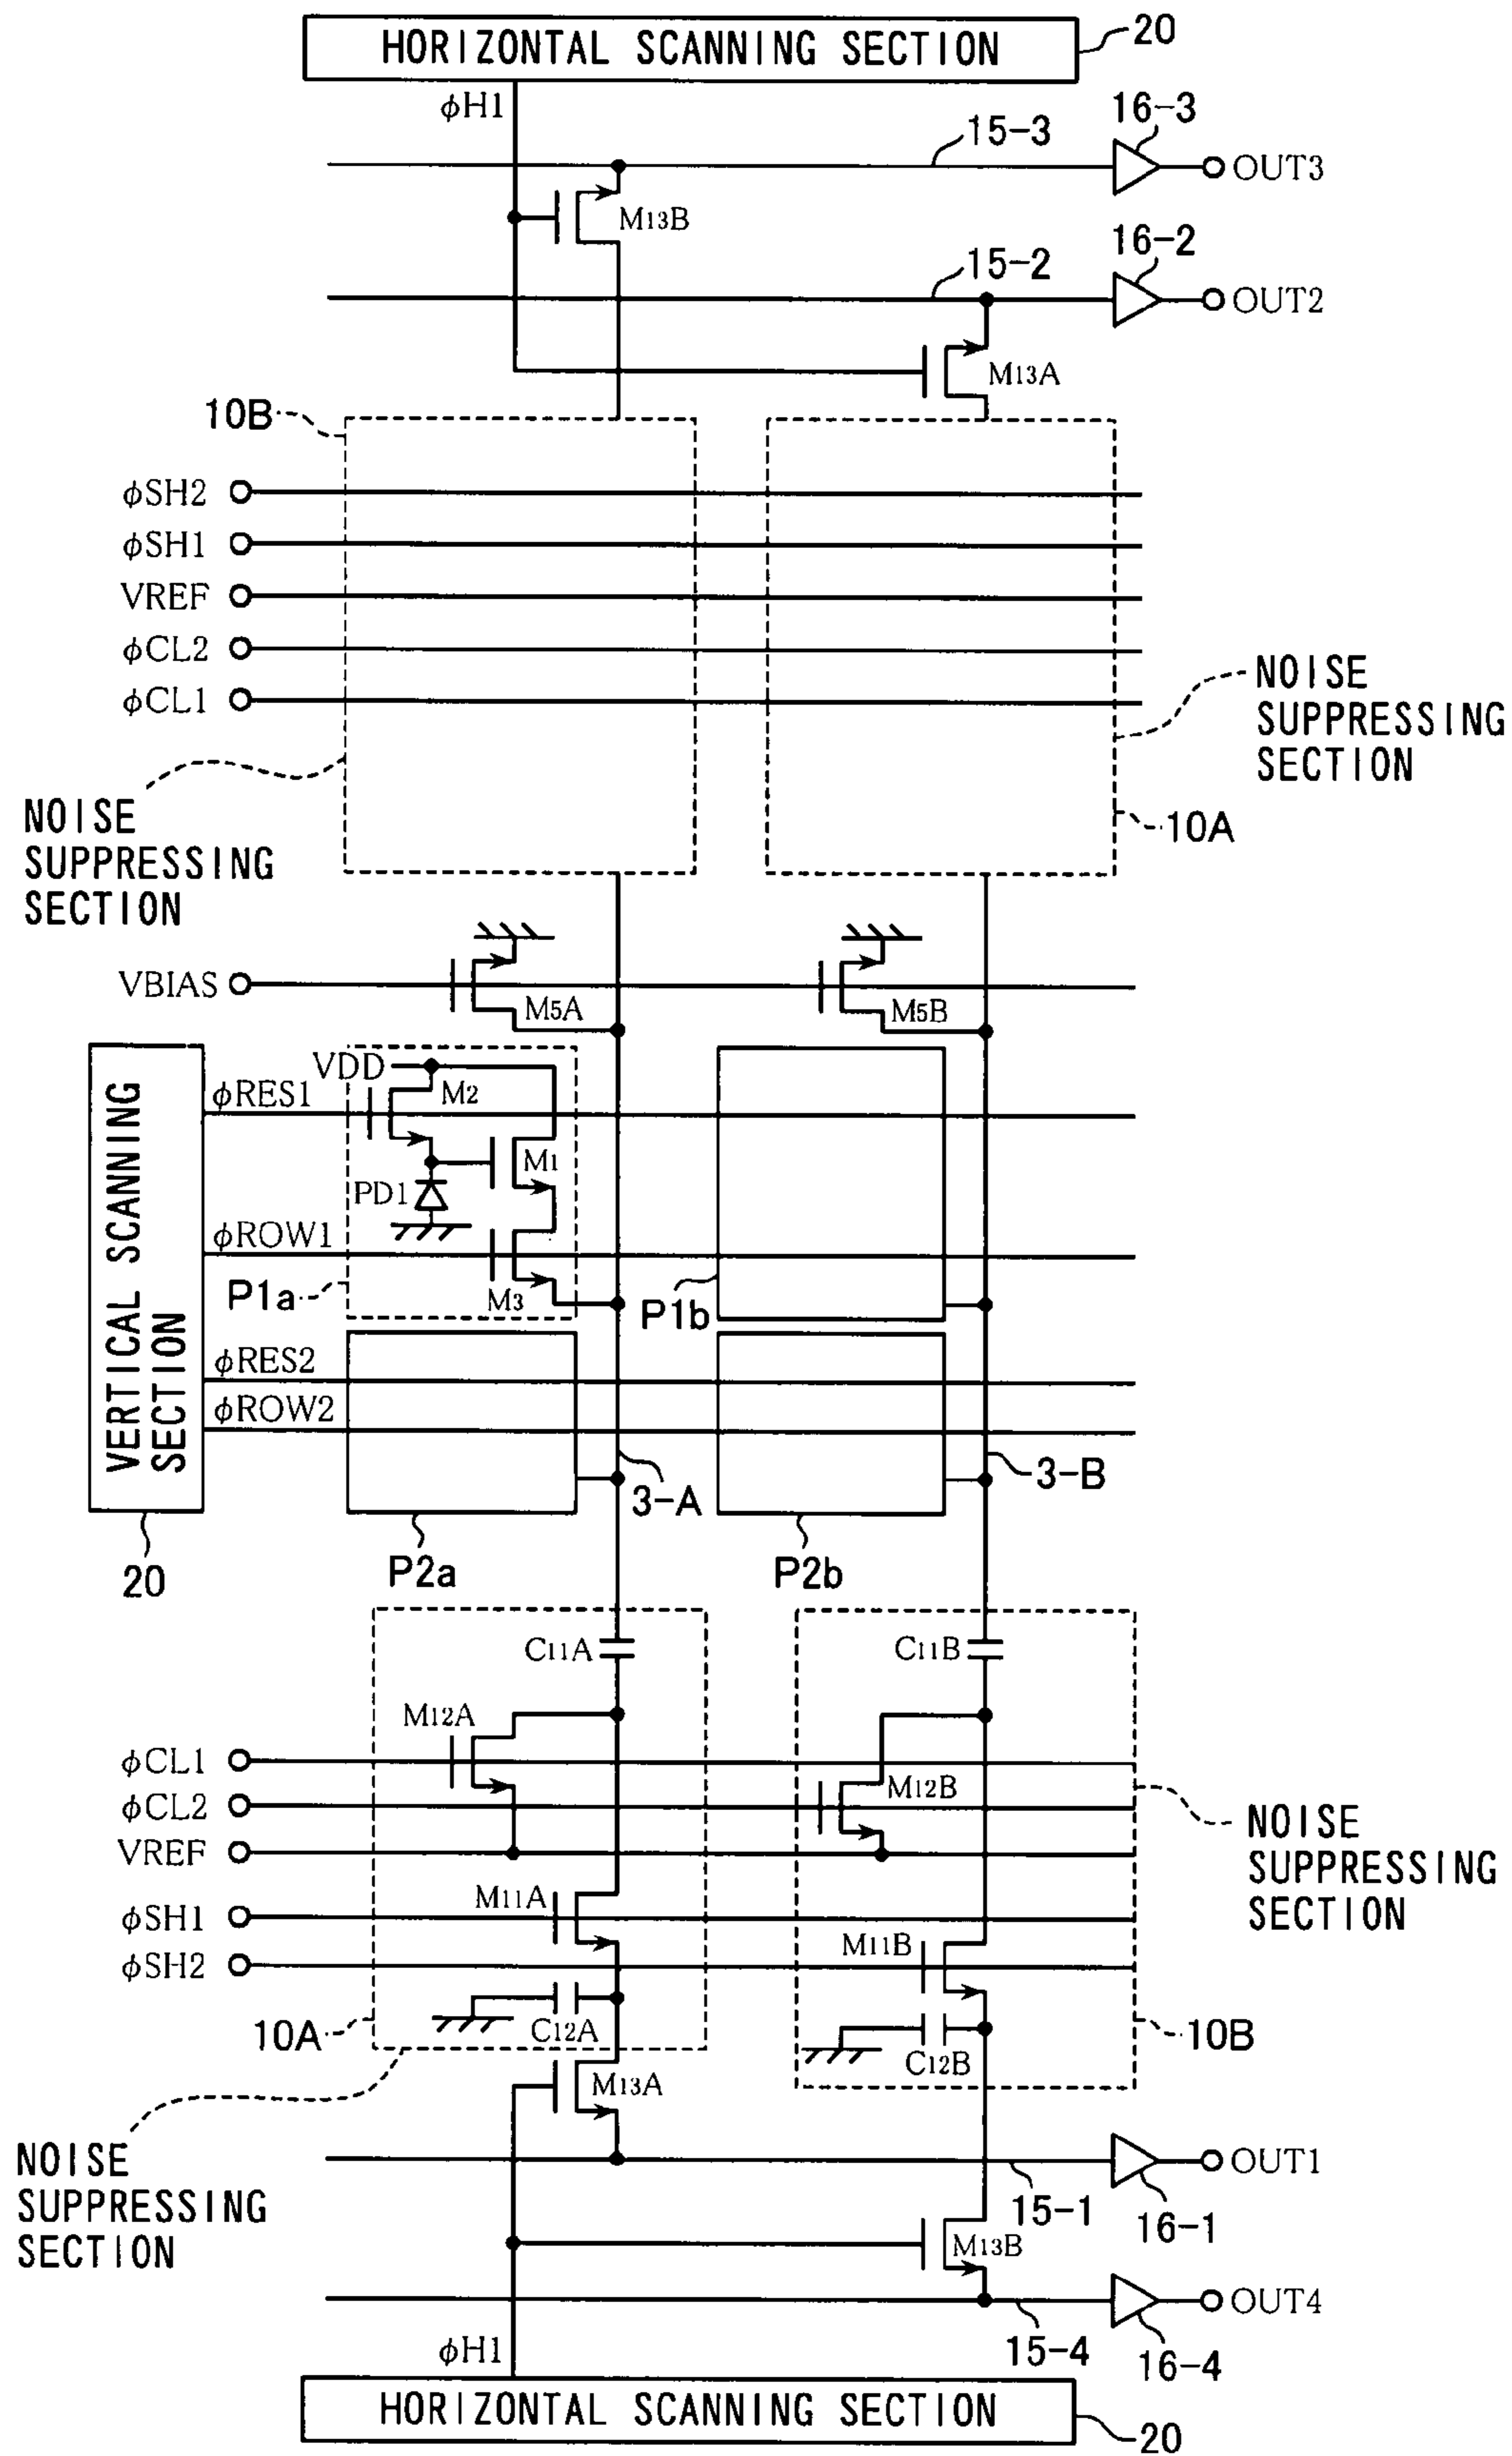 HORIZONTAL SCANNING SECTION
20
φH1
15-3
16-3
OUT3
M13B
15-2
16-2
OUT2
M13A
10B
φSH2
φSH1
VREF
φCL2
φCL1
NOISE
SUPPRESSING
SECTION
10A
NOISE
SUPPRESSING
SECTION
VBIAS
M5A
M5B
VERTICAL SCANNING
SECTION
20
VDD
M2
φRES1
M1
PD1
φROW1
M3
P1a
P1b
φRES2
φROW2
3-A
3-B
P2a
P2b
C11A
C11B
M12A
φCL1
M12B
φCL2
VREF
NOISE
SUPPRESSING
SECTION
M11A
φSH1
M11B
φSH2
10A
C12A
C12B
10B
M13A
NOISE
SUPPRESSING
SECTION
OUT1
15-1
16-1
M13B
OUT4
15-4
16-4
φH1
HORIZONTAL SCANNING SECTION
20